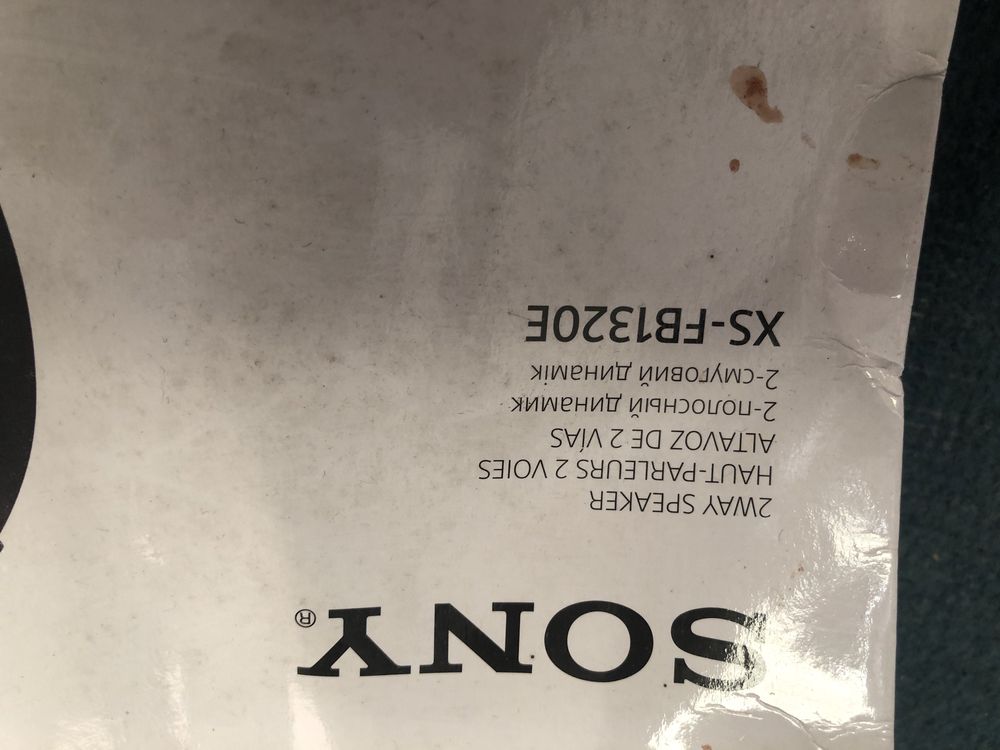 SONY®
2WAY SPEAKER
HAUT-PARLEURS 2 VOIES
ALTAVOZ DE 2 VÍAS
2-полосный динамик
2-смуговий динамік
XS-FB1320E